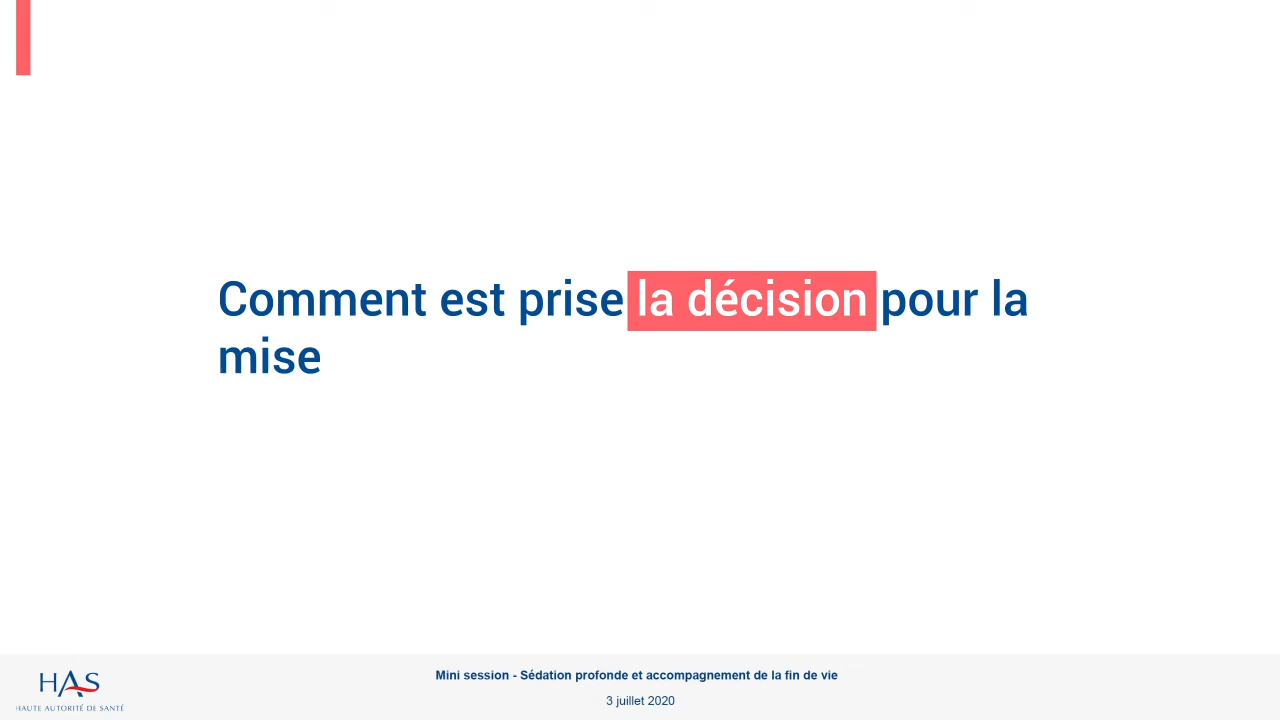 Comment est prise la décision pour la
mise
Mini session - Sédation profonde et accompagnement de la fin de vie
3 juillet 2020
HAS
HAUTE AUTORITÉ DE SANTÉ